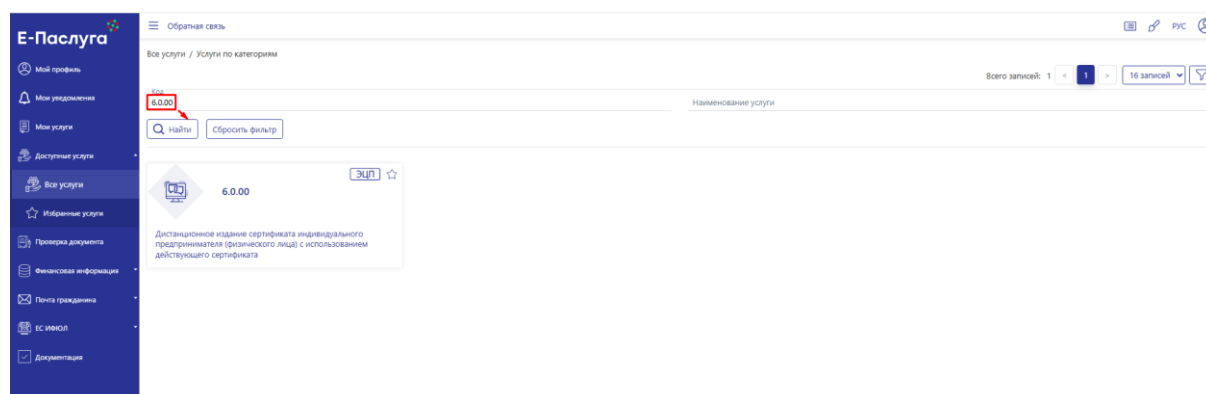 Е-Паслуга
Обратная связь
РУС
Мой профиль
Мои уведомления
Мои услуги
Доступные услуги
Все услуги
Избранные услуги
Проверка документа
Финансовая информация
Почта гражданина
ЕС ИФЮЛ
Документация
Все услуги / Услуги по категориям
Всего записей: 1 < 1 > 16 записей
Код
6.0.00
Наименование услуги
Найти
Сбросить фильтр
ЭЦП
6.0.00
Дистанционное издание сертификата индивидуального
предпринимателя (физического лица) с использованием
действующего сертификата